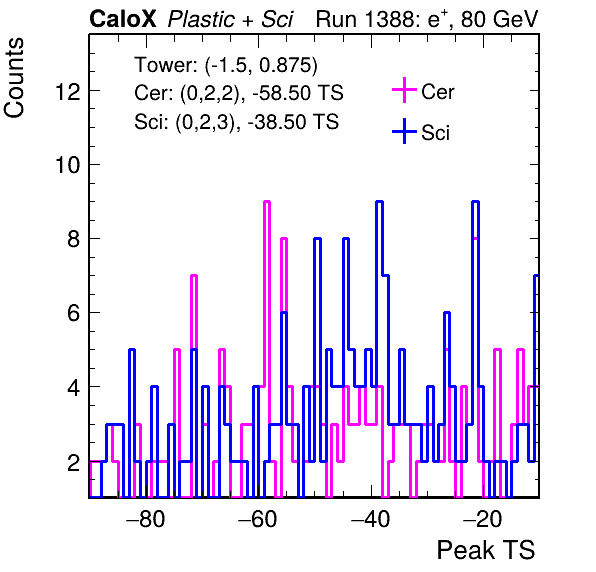 CaloX Plastic + Sci Run 1388: e⁺, 80 GeV
Tower: (-1.5, 0.875)
Cer: (0,2,2), -58.50 TS
Sci: (0,2,3), -38.50 TS
Cer
Sci
Counts
12
10
8
6
4
2
−80 −60 −40 −20
Peak TS